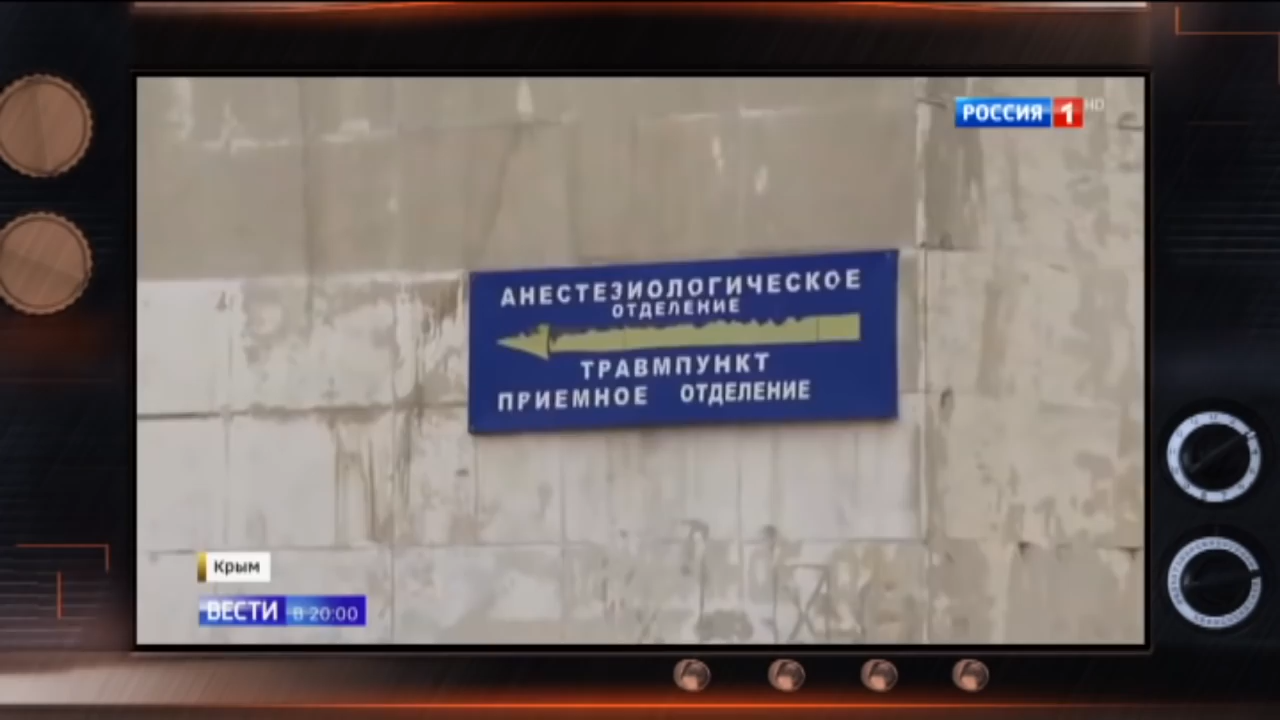 РОССИЯ 1 HD
АНЕСТЕЗИОЛОГИЧЕСКОЕ
ОТДЕЛЕНИЕ
ТРАВМПУНКТ
ПРИЕМНОЕ ОТДЕЛЕНИЕ
Крым
ВЕСТИ В 20:00